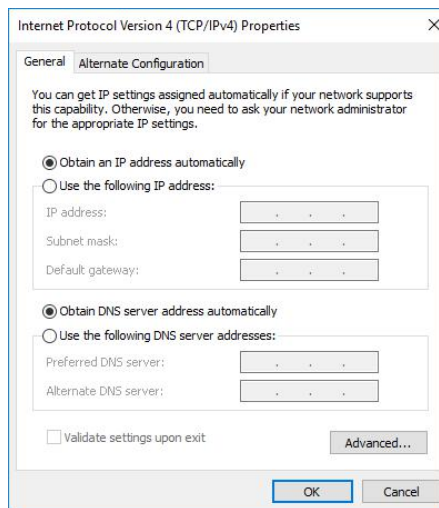 Internet Protocol Version 4 (TCP/IPv4) Properties
General
Alternate Configuration
You can get IP settings assigned automatically if your network supports
this capability. Otherwise, you need to ask your network administrator
for the appropriate IP settings.
Obtain an IP address automatically
Use the following IP address:
IP address:
Subnet mask:
Default gateway:
Obtain DNS server address automatically
Use the following DNS server addresses:
Preferred DNS server:
Alternate DNS server:
Validate settings upon exit
Advanced...
OK
Cancel